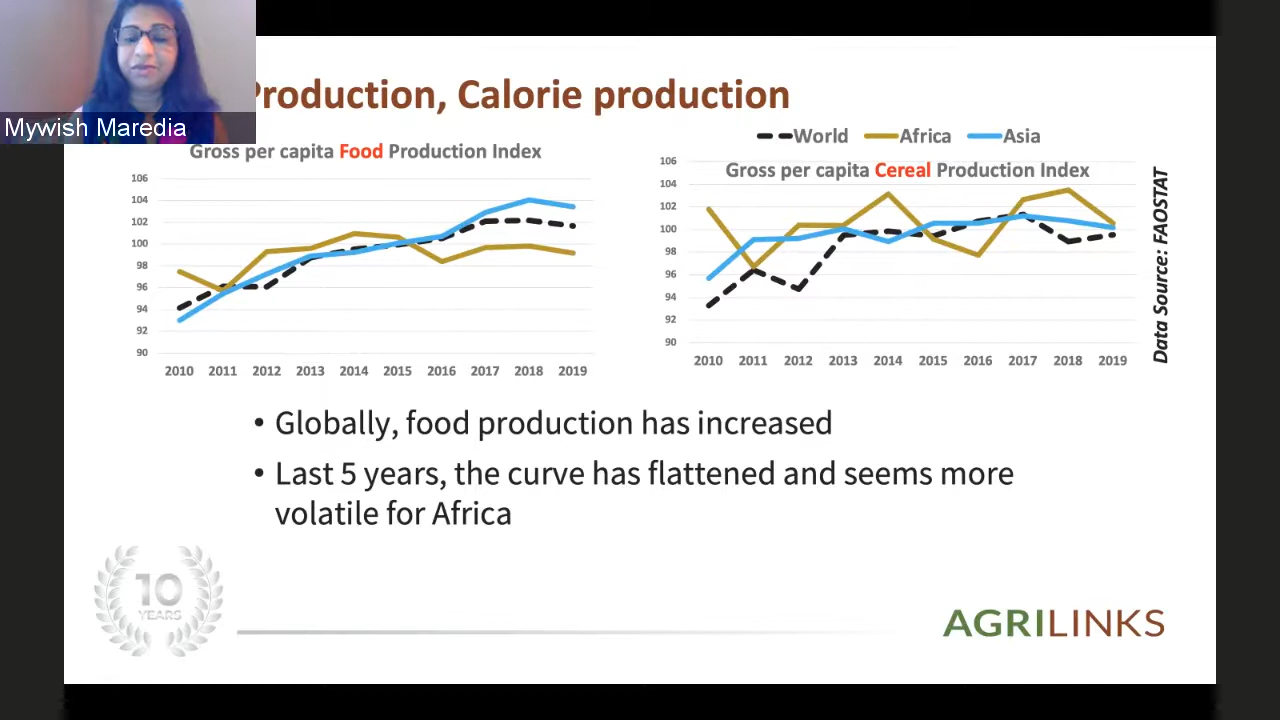 Production, Calorie production
Mywish Maredia
World Africa Asia
Gross per capita Food Production Index
106
104
102
100
98
96
94
92
90
2010 2011 2012 2013 2014 2015 2016 2017 2018 2019
Gross per capita Cereal Production Index
106
104
102
100
98
96
94
92
90
2010 2011 2012 2013 2014 2015 2016 2017 2018 2019
Data Source: FAOSTAT
• Globally, food production has increased
• Last 5 years, the curve has flattened and seems more
volatile for Africa
10
YEARS
AGRILINKS